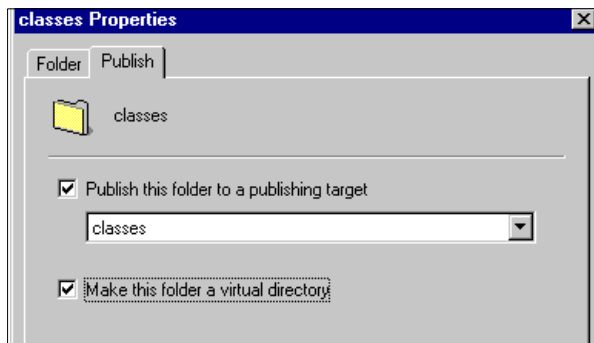 classes Properties
Folder Publish
classes
Publish this folder to a publishing target
classes
Make this folder a virtual directory